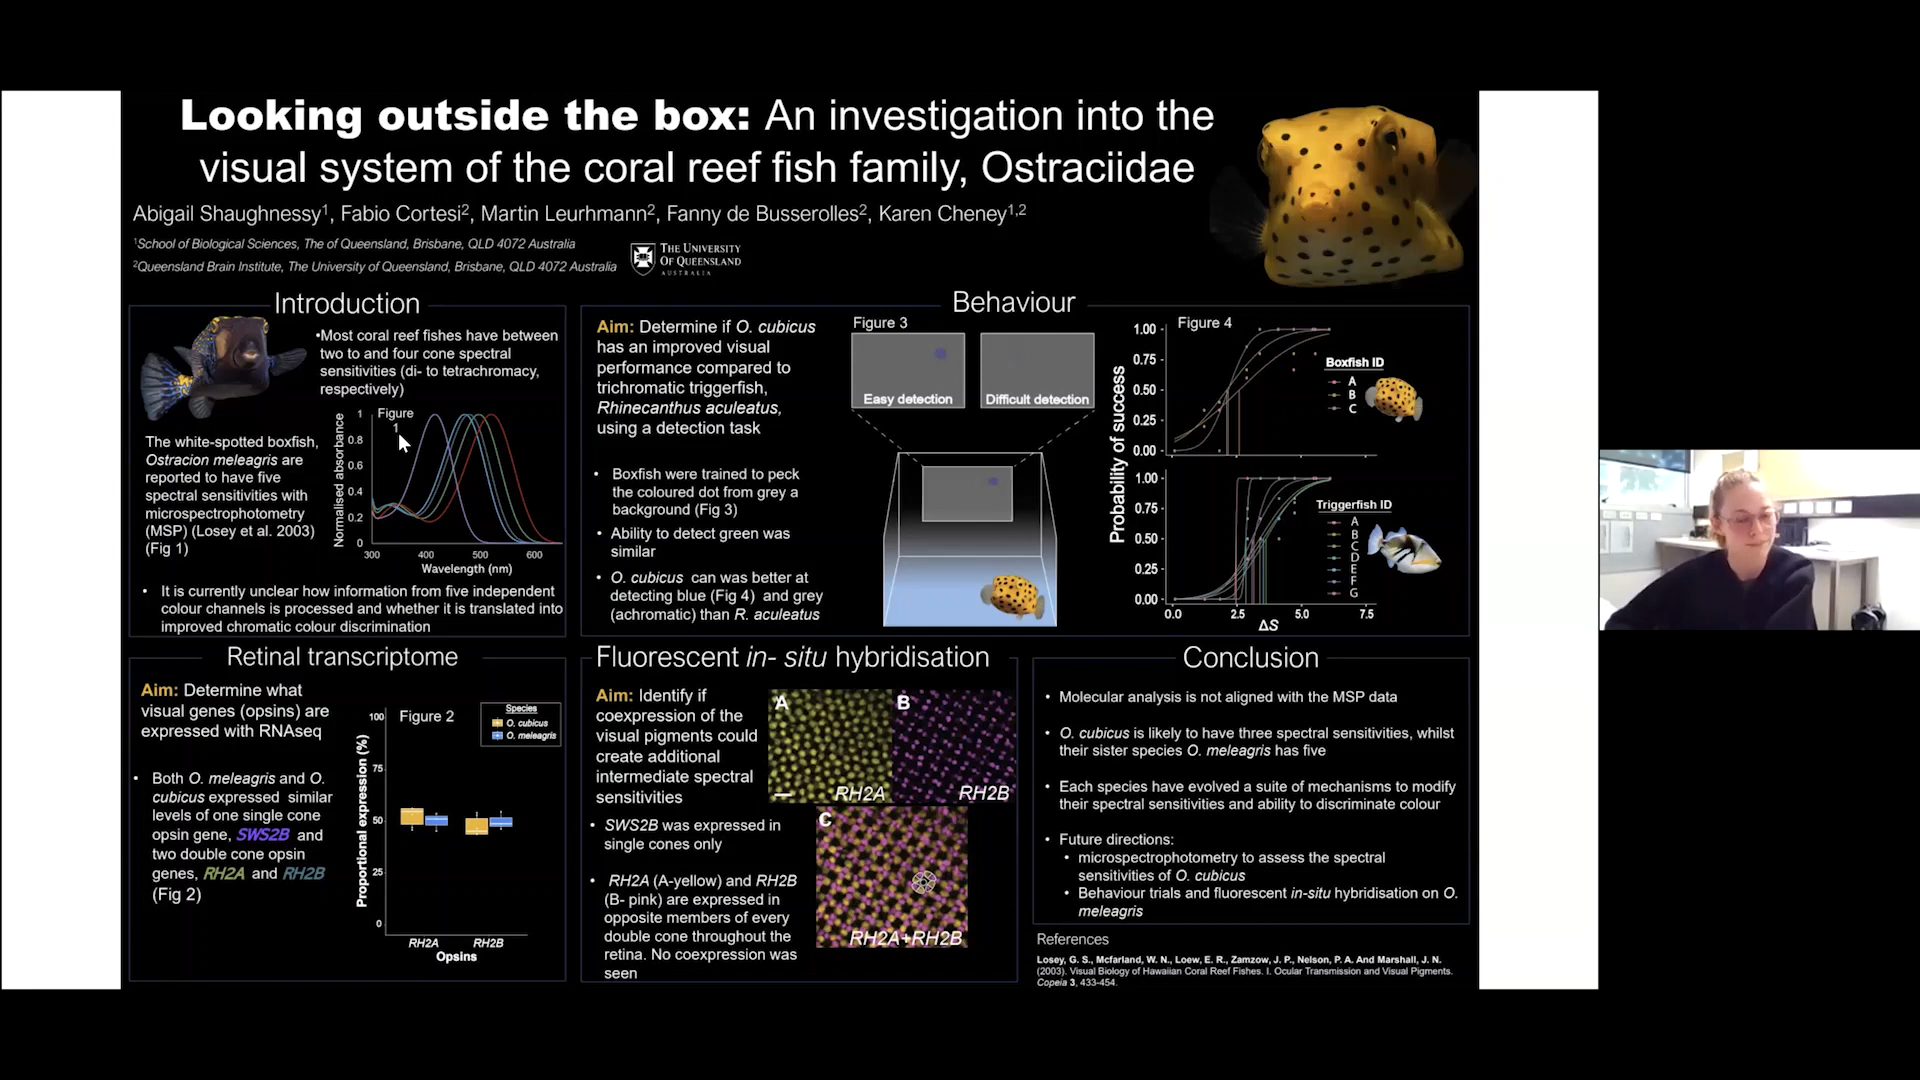 Looking outside the box: An investigation into the
visual system of the coral reef fish family, Ostraciidae
Abigail Shaughnessy1, Fabio Cortesi2, Martin Leurhmann2, Fanny de Busserolles2, Karen Cheney1,2
1School of Biological Sciences, The of Queensland, Brisbane, QLD 4072 Australia
2Queensland Brain Institute, The University of Queensland, Brisbane, QLD 4072 Australia
THE UNIVERSITY
OF QUEENSLAND
AUSTRALIA
Introduction
•Most coral reef fishes have between
two to and four cone spectral
sensitivities (di- to tetrachromacy,
respectively)
The white-spotted boxfish,
Ostracion meleagris are
reported to have five
spectral sensitivities with
microspectrophotometry
(MSP) (Losey et al. 2003)
(Fig 1)
Figure
1
Normalised absorbance
1
0.8
0.6
0.4
0.2
0
300 400 500 600
Wavelength (nm)
• It is currently unclear how information from five independent
colour channels is processed and whether it is translated into
improved chromatic colour discrimination
Behaviour
Aim: Determine if O. cubicus
has an improved visual
performance compared to
trichromatic triggerfish,
Rhinecanthus aculeatus,
using a detection task
• Boxfish were trained to peck
the coloured dot from grey a
background (Fig 3)
• Ability to detect green was
similar
• O. cubicus can was better at
detecting blue (Fig 4) and grey
(achromatic) than R. aculeatus
Figure 3
Easy detection
Difficult detection
Figure 4
Probability of success
1.00
0.75
0.50
0.25
0.00
Boxfish ID
A
B
C
1.00
0.75
0.50
0.25
0.00
Triggerfish ID
A
B
C
D
E
F
G
0.0 2.5 5.0 7.5
ΔS
Retinal transcriptome
Aim: Determine what
visual genes (opsins) are
expressed with RNAseq
• Both O. meleagris and O.
cubicus expressed similar
levels of one single cone
opsin gene, SWS2B and
two double cone opsin
genes, RH2A and RH2B
(Fig 2)
Figure 2
Species
O. cubicus
O. meleagris
Proportional expression (%)
100
75
50
25
0
RH2A RH2B
Opsins
Fluorescent in- situ hybridisation
Aim: Identify if
coexpression of the
visual pigments could
create additional
intermediate spectral
sensitivities
• SWS2B was expressed in
single cones only
• RH2A (A-yellow) and RH2B
(B- pink) are expressed in
opposite members of every
double cone throughout the
retina. No coexpression was
seen
A
RH2A
B
RH2B
C
RH2A+RH2B
Conclusion
• Molecular analysis is not aligned with the MSP data
• O. cubicus is likely to have three spectral sensitivities, whilst
their sister species O. meleagris has five
• Each species have evolved a suite of mechanisms to modify
their spectral sensitivities and ability to discriminate colour
• Future directions:
• microspectrophotometry to assess the spectral
sensitivities of O. cubicus
• Behaviour trials and fluorescent in-situ hybridisation on O.
meleagris
References
Losey, G. S., Mcfarland, W. N., Loew, E. R., Zamzow, J. P., Nelson, P. A. And Marshall, J. N.
(2003). Visual Biology of Hawaiian Coral Reef Fishes. I. Ocular Transmission and Visual Pigments.
Copeia 3, 433-454.